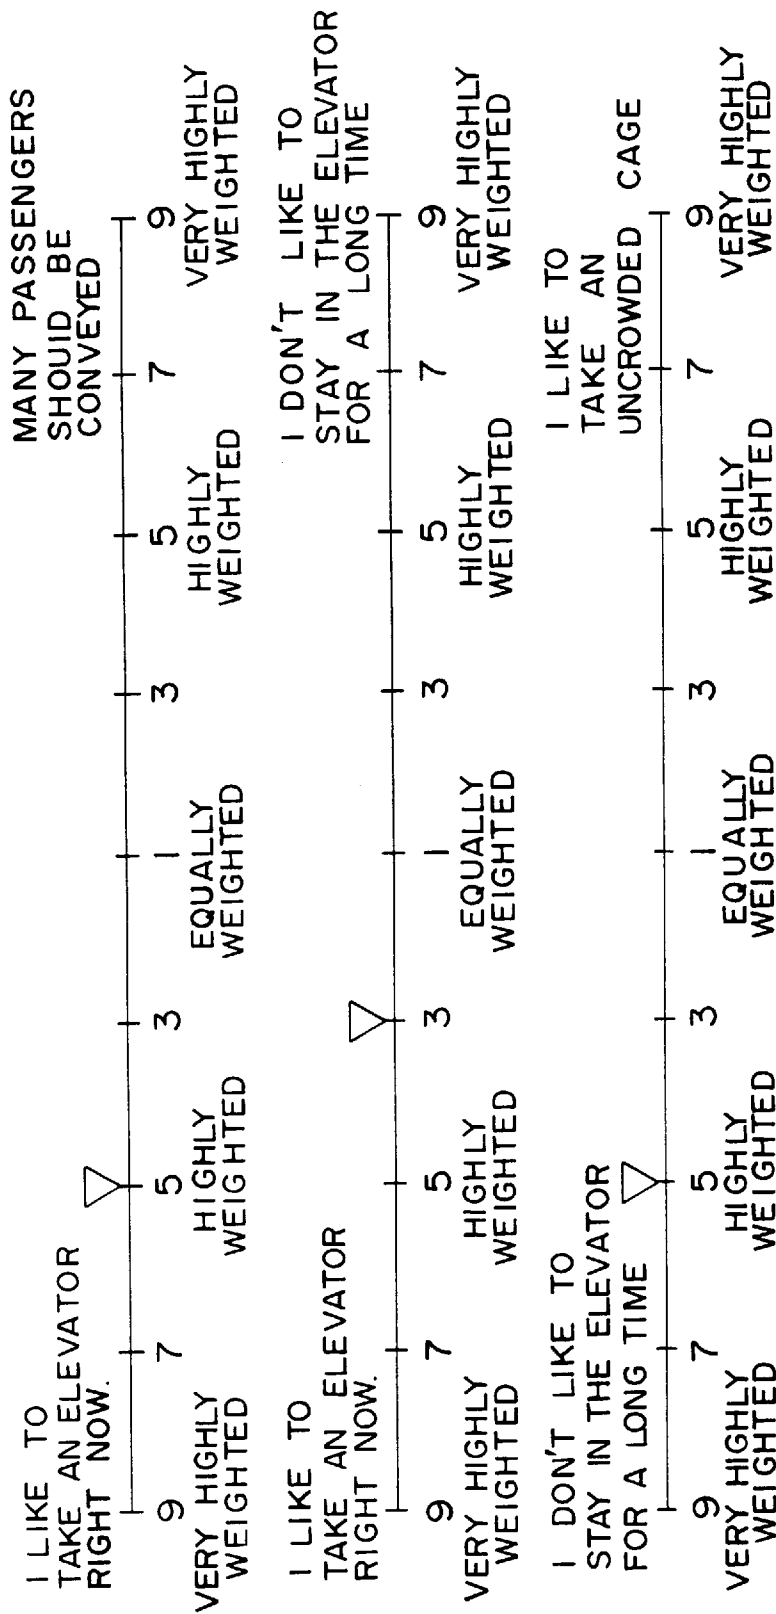 I LIKE TO
TAKE AN ELEVATOR
RIGHT NOW.
MANY PASSENGERS
SHOUID BE
CONVEYED
9 7 5 3 1 3 5 7 9
VERY HIGHLY
WEIGHTED
HIGHLY
WEIGHTED
EQUALLY
WEIGHTED
HIGHLY
WEIGHTED
VERY HIGHLY
WEIGHTED
I LIKE TO
TAKE AN ELEVATOR
RIGHT NOW.
I DON'T LIKE TO
STAY IN THE ELEVATOR
FOR A LONG TIME
9 7 5 3 1 3 5 7 9
VERY HIGHLY
WEIGHTED
HIGHLY
WEIGHTED
EQUALLY
WEIGHTED
HIGHLY
WEIGHTED
VERY HIGHLY
WEIGHTED
I DON'T LIKE TO
STAY IN THE ELEVATOR
FOR A LONG TIME
I LIKE TO
TAKE AN
UNCROWDED CAGE
9 7 5 3 1 3 5 7 9
VERY HIGHLY
WEIGHTED
HIGHLY
WEIGHTED
EQUALLY
WEIGHTED
HIGHLY
WEIGHTED
VERY HIGHLY
WEIGHTED